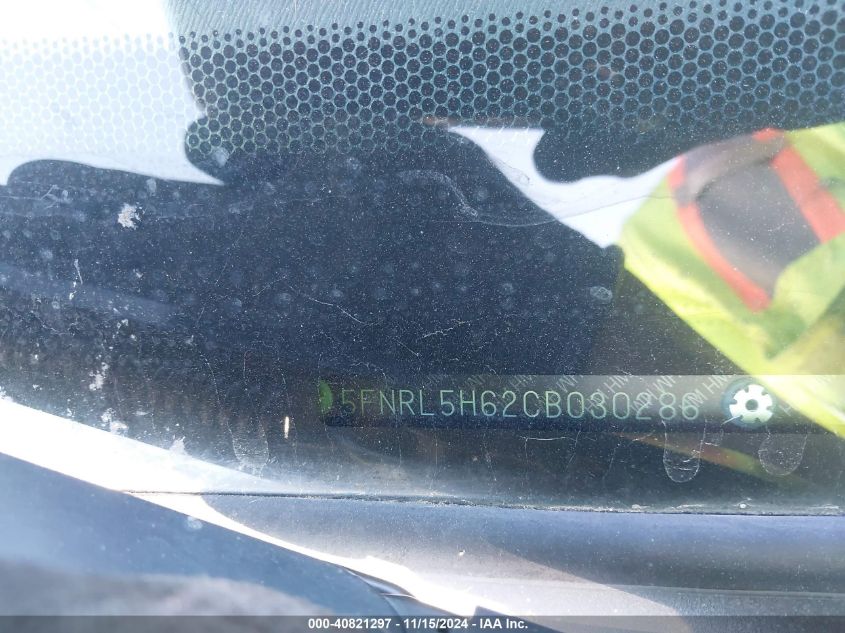 5FNRL5H62CB030286
000-40821297 - 11/15/2024 - IAA Inc.